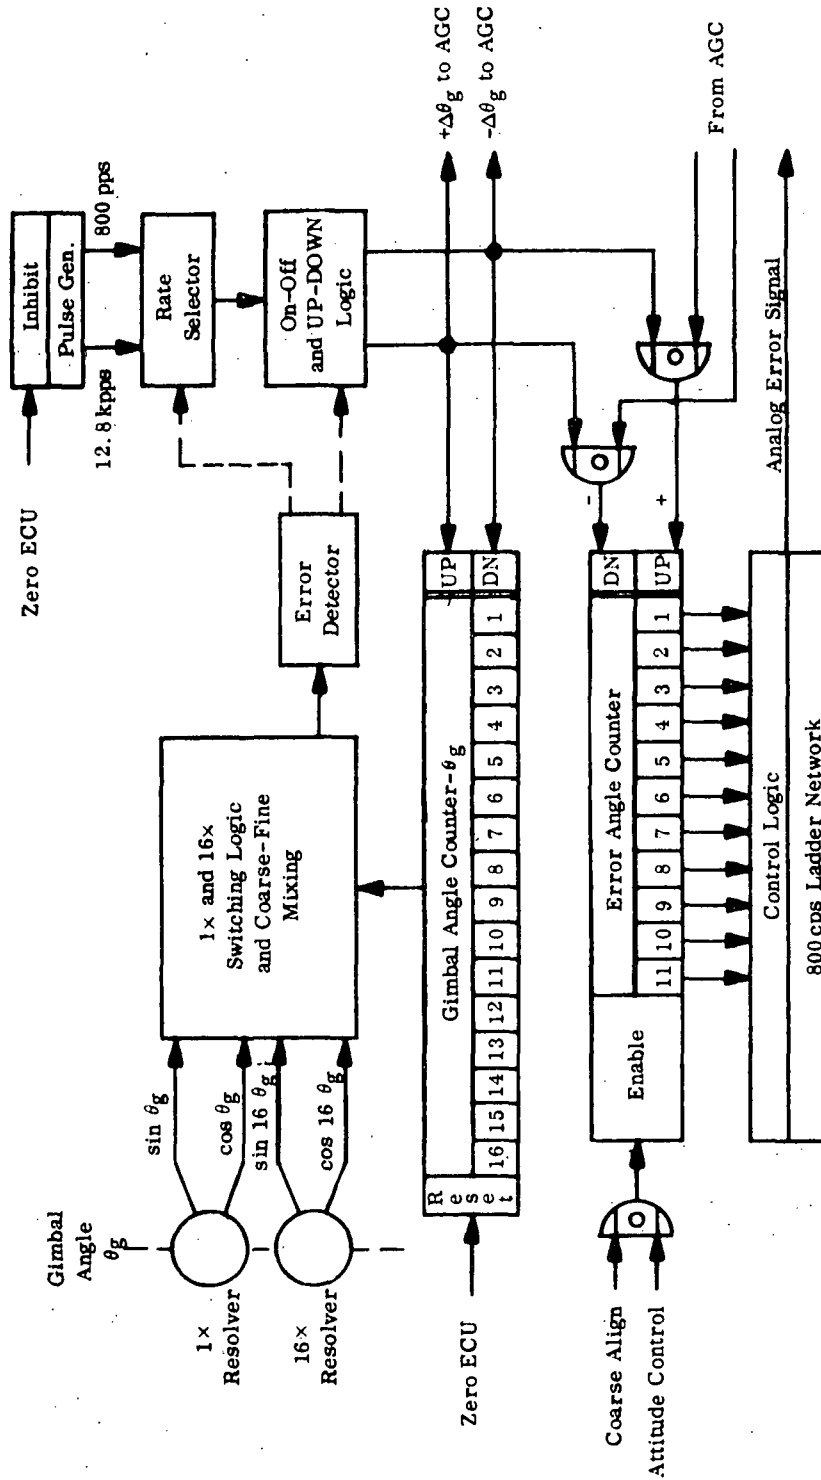 Zero ECU
Inhibit
Pulse Gen.
12.8 kpps
800 pps
Rate
Selector
On-Off
and UP-DOWN
Logic
Error
Detector
Gimbal
Angle
θg
1×
Resolver
16×
Resolver
sin θg
cos θg
sin 16 θg
cos 16 θg
1× and 16×
Switching Logic
and Coarse-Fine
Mixing
+Δθg to AGC
-Δθg to AGC
Zero ECU
Reset
Gimbal Angle Counter-θg
UP
DN
16 15 14 13 12 11 10 9 8 7 6 5 4 3 2 1
From AGC
O
O
-
+
Coarse Align
Attitude Control
O
Enable
Error Angle Counter
DN
UP
11 10 9 8 7 6 5 4 3 2 1
Control Logic
Analog Error Signal
800 cps Ladder Network